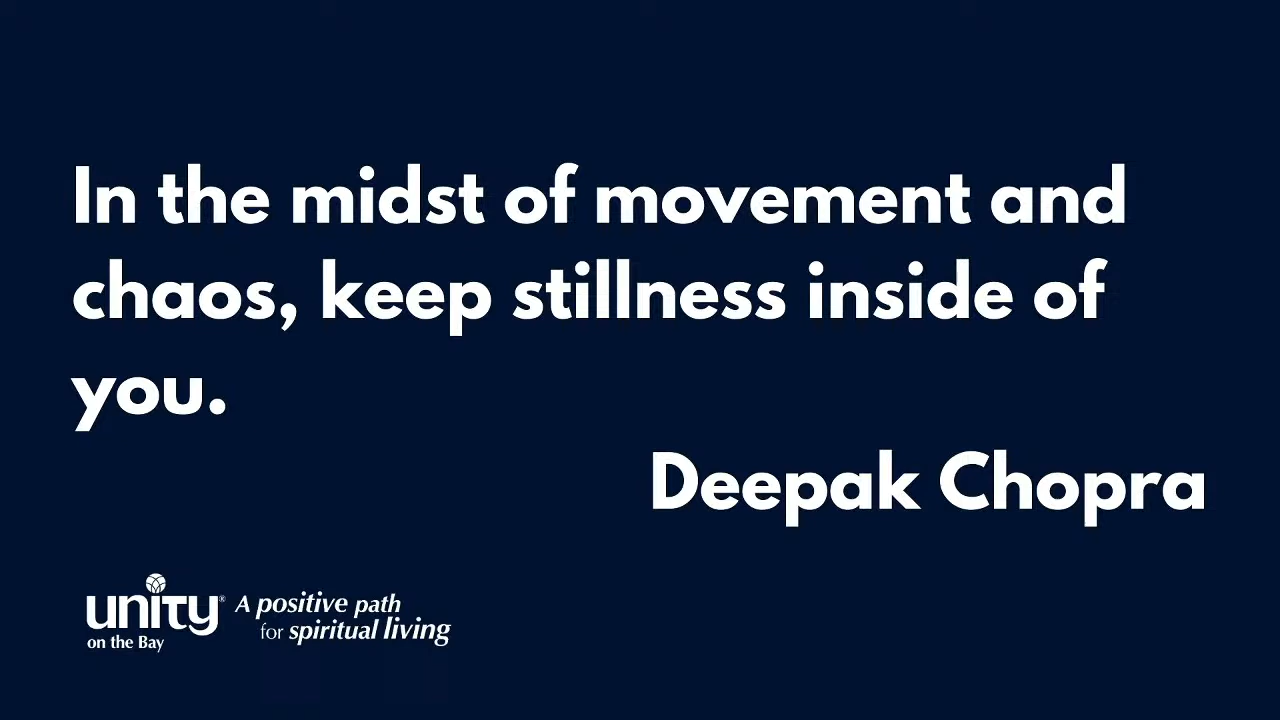 In the midst of movement and
chaos, keep stillness inside of
you.
Deepak Chopra
unity® A positive path
on the Bay for spiritual living